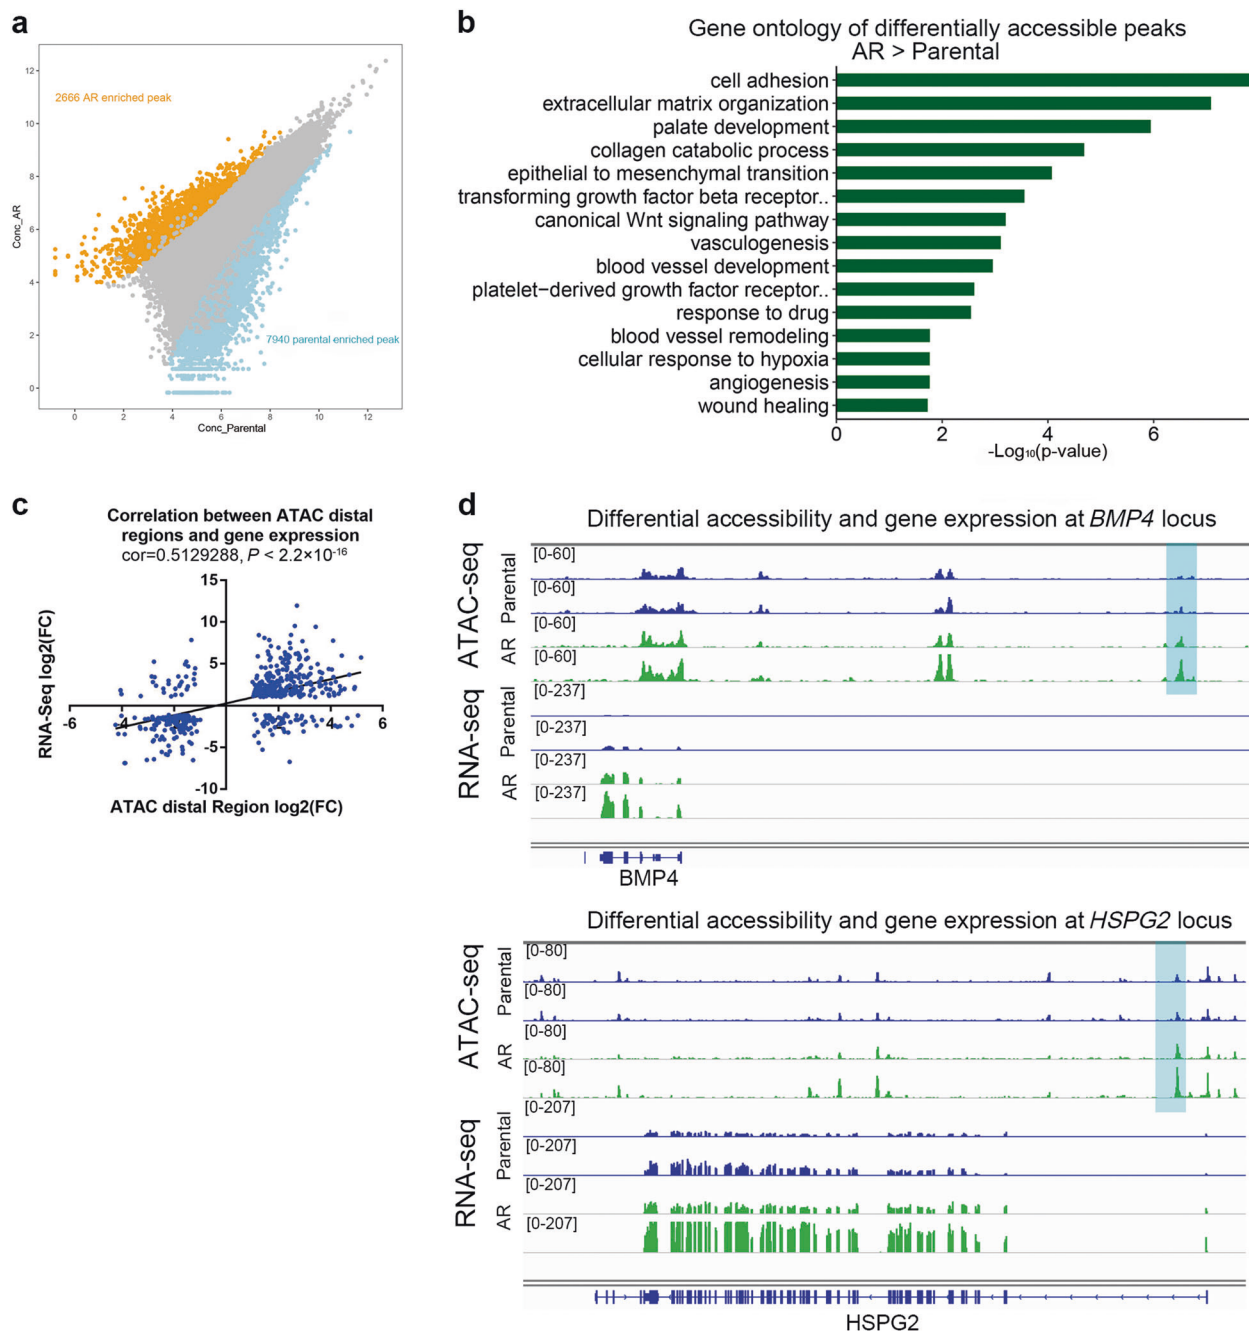 a
2666 AR enriched peak
7940 parental enriched peak
Conc_AR
12
10
8
6
4
2
0
0 2 4 6 8 10 12
Conc_Parental
b
Gene ontology of differentially accessible peaks
AR > Parental
cell adhesion
extracellular matrix organization
palate development
collagen catabolic process
epithelial to mesenchymal transition
transforming growth factor beta receptor..
canonical Wnt signaling pathway
vasculogenesis
blood vessel development
platelet−derived growth factor receptor..
response to drug
blood vessel remodeling
cellular response to hypoxia
angiogenesis
wound healing
0 2 4 6
-Log₁₀(p-value)
c
Correlation between ATAC distal
regions and gene expression
cor=0.5129288, P < 2.2×10⁻¹⁶
RNA-Seq log2(FC)
15
10
5
-5
-10
-6 -4 -2 2 4 6
ATAC distal Region log2(FC)
d
Differential accessibility and gene expression at BMP4 locus
ATAC-seq
Parental
[0-60]
[0-60]
AR
[0-60]
[0-60]
RNA-seq
Parental
[0-237]
[0-237]
AR
[0-237]
[0-237]
BMP4
Differential accessibility and gene expression at HSPG2 locus
ATAC-seq
Parental
[0-80]
[0-80]
AR
[0-80]
[0-80]
RNA-seq
Parental
[0-207]
[0-207]
AR
[0-207]
[0-207]
HSPG2